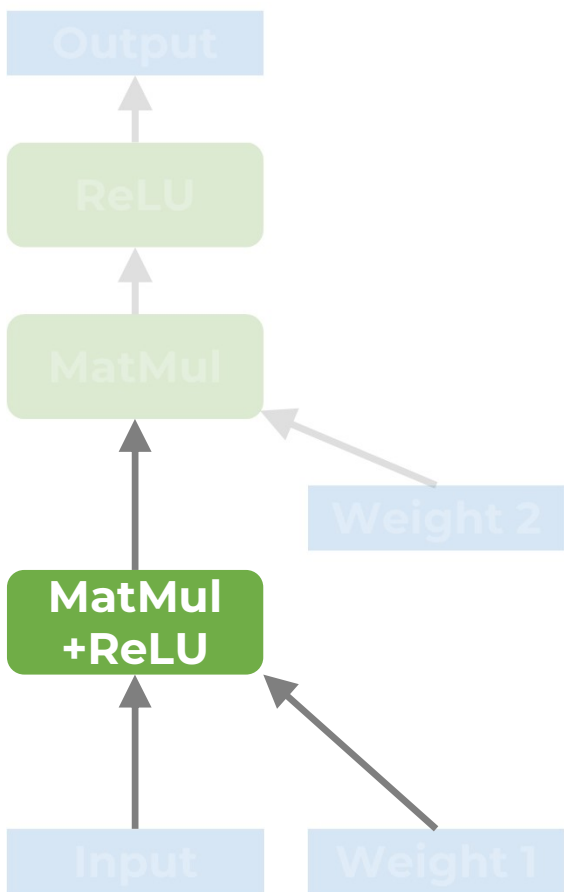 Output
ReLU
MatMul
Weight 2
MatMul
+ReLU
Input
Weight 1